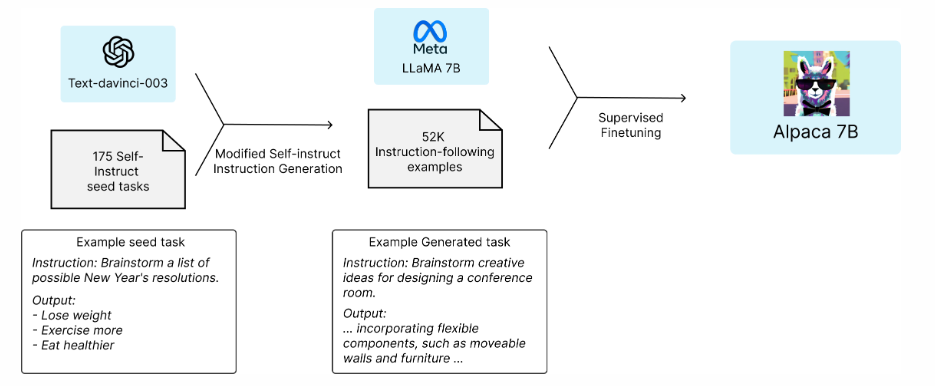 Text-davinci-003
175 Self-
Instruct
seed tasks
Modified Self-instruct
Instruction Generation
Meta
LLaMA 7B
52K
Instruction-following
examples
Supervised
Finetuning
Alpaca 7B
Example seed task
Instruction: Brainstorm a list of
possible New Year's resolutions.
Output:
- Lose weight
- Exercise more
- Eat healthier
Example Generated task
Instruction: Brainstorm creative
ideas for designing a conference
room.
Output:
... incorporating flexible
components, such as moveable
walls and furniture ...